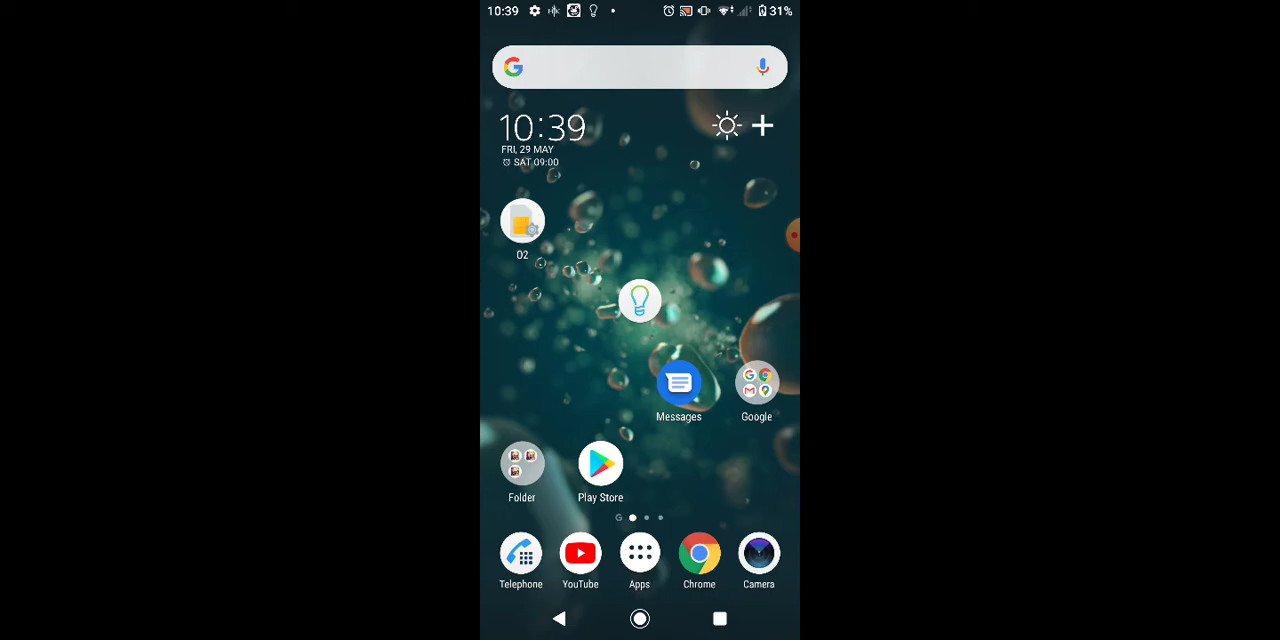 10:39
31%
10:39
FRI, 29 MAY
SAT 09:00
O2
Messages
Google
Folder
Play Store
Telephone
YouTube
Apps
Chrome
Camera